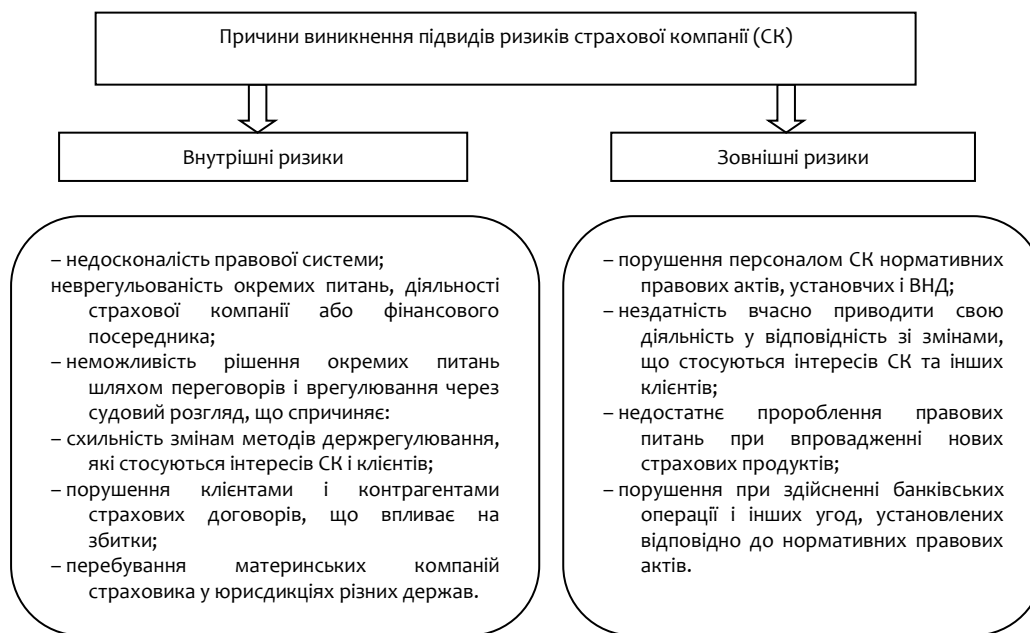 Причини виникнення підвидів ризиків страхової компанії (СК)
Внутрішні ризики
Зовнішні ризики
– недосконалість правової системи;
неврегульованість окремих питань, діяльності
страхової компанії або фінансового
посередника;
– неможливість рішення окремих питань
шляхом переговорів і врегулювання через
судовий розгляд, що спричиняє:
– схильність змінам методів держрегулювання,
які стосуються інтересів СК і клієнтів;
– порушення клієнтами і контрагентами
страхових договорів, що впливає на
збитки;
– перебування материнських компаній
страховика у юрисдикціях різних держав.
– порушення персоналом СК нормативних
правових актів, установчих і ВНД;
– нездатність вчасно приводити свою
діяльність у відповідність зі змінами,
що стосуються інтересів СК та інших
клієнтів;
– недостатнє пророблення правових
питань при впровадженні нових
страхових продуктів;
– порушення при здійсненні банківських
операції і інших угод, установлених
відповідно до нормативних правових
актів.